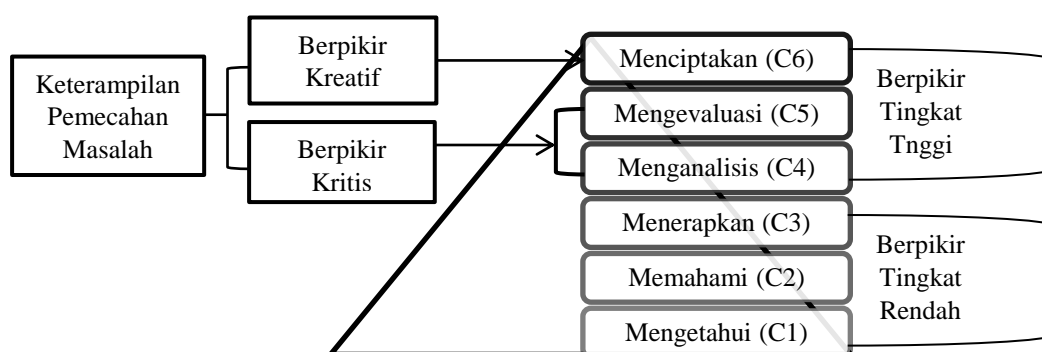 Keterampilan
Pemecahan
Masalah
Berpikir
Kreatif
Berpikir
Kritis
Menciptakan (C6)
Mengevaluasi (C5)
Menganalisis (C4)
Menerapkan (C3)
Memahami (C2)
Mengetahui (C1)
Berpikir
Tingkat
Tnggi
Berpikir
Tingkat
Rendah